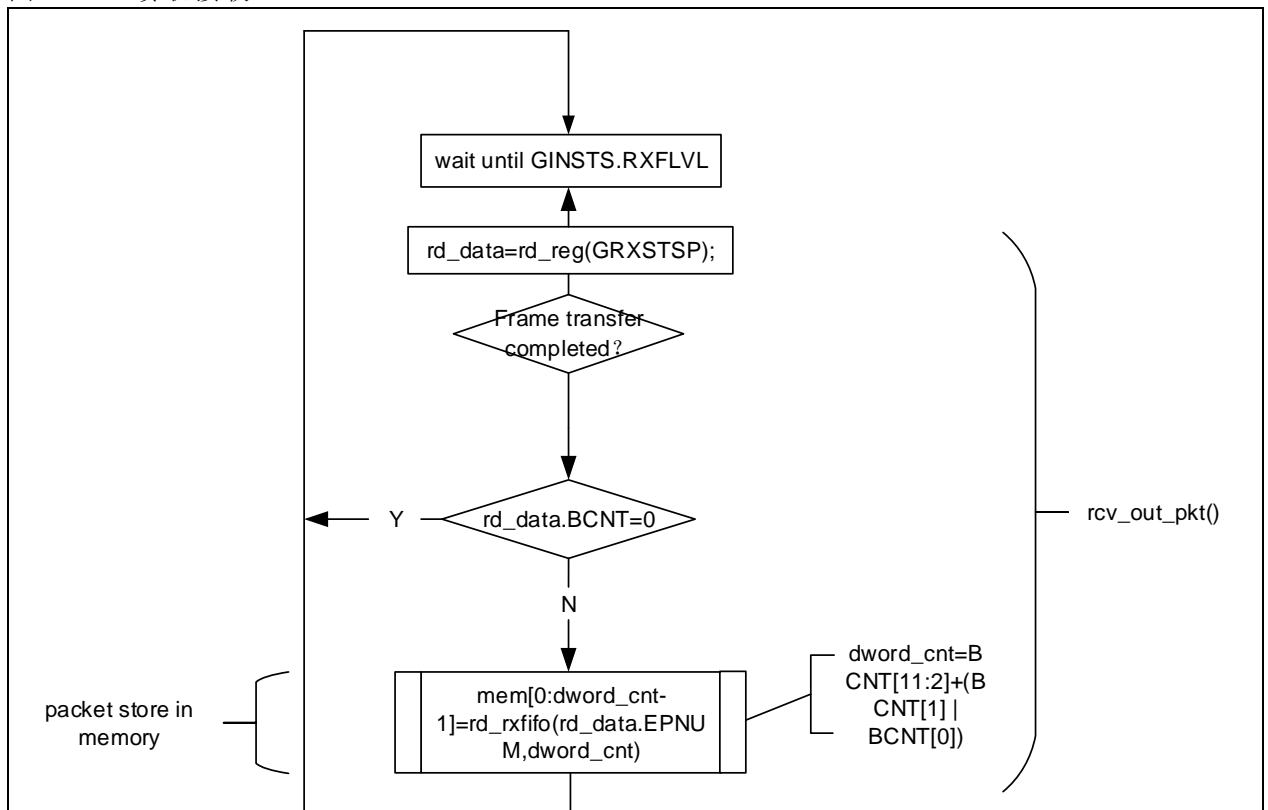 wait until GINSTS.RXFLVL
rd_data=rd_reg(GRXSTSP);
Frame transfer
completed？
rd_data.BCNT=0
Y
N
rcv_out_pkt()
packet store in
memory
mem[0:dword_cnt-
1]=rd_rxfifo(rd_data.EPNU
M,dword_cnt)
dword_cnt=B
CNT[11:2]+(B
CNT[1] |
BCNT[0])